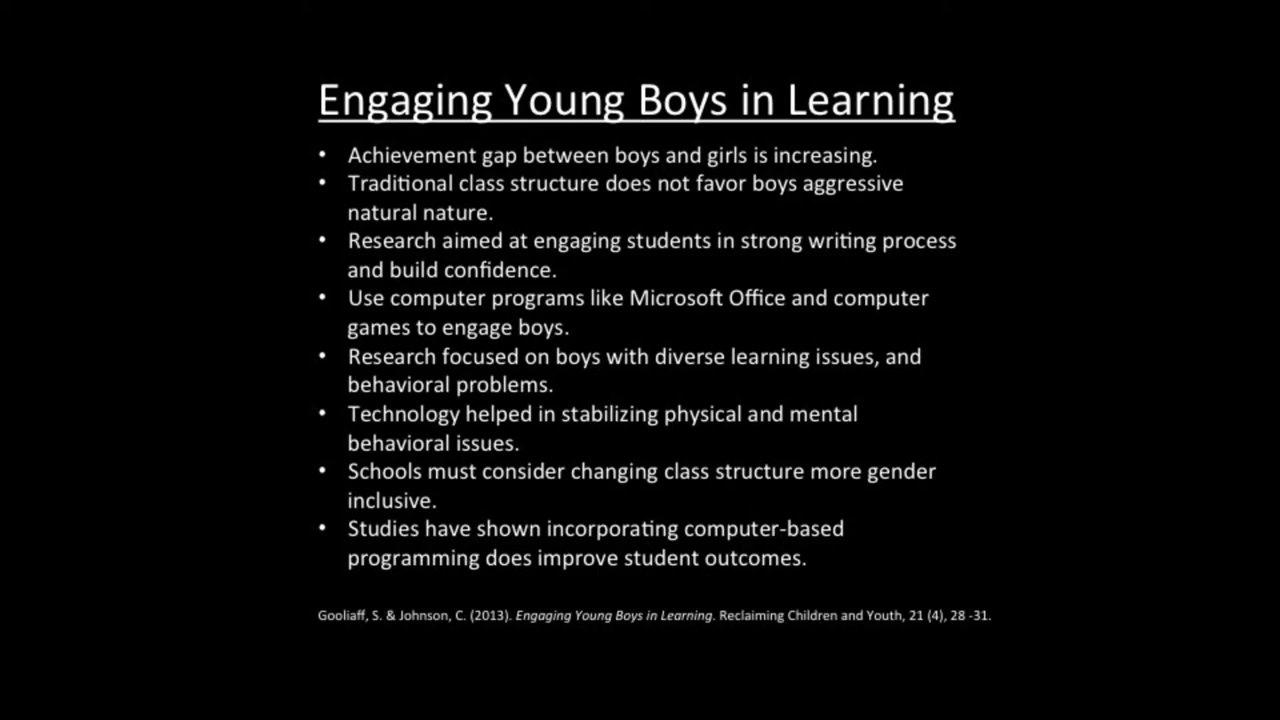 Engaging Young Boys in Learning
• Achievement gap between boys and girls is increasing.
• Traditional class structure does not favor boys aggressive
natural nature.
• Research aimed at engaging students in strong writing process
and build confidence.
• Use computer programs like Microsoft Office and computer
games to engage boys.
• Research focused on boys with diverse learning issues, and
behavioral problems.
• Technology helped in stabilizing physical and mental
behavioral issues.
• Schools must consider changing class structure more gender
inclusive.
• Studies have shown incorporating computer-based
programming does improve student outcomes.
Gooliaff, S. & Johnson, C. (2013). Engaging Young Boys in Learning. Reclaiming Children and Youth, 21 (4), 28 -31.